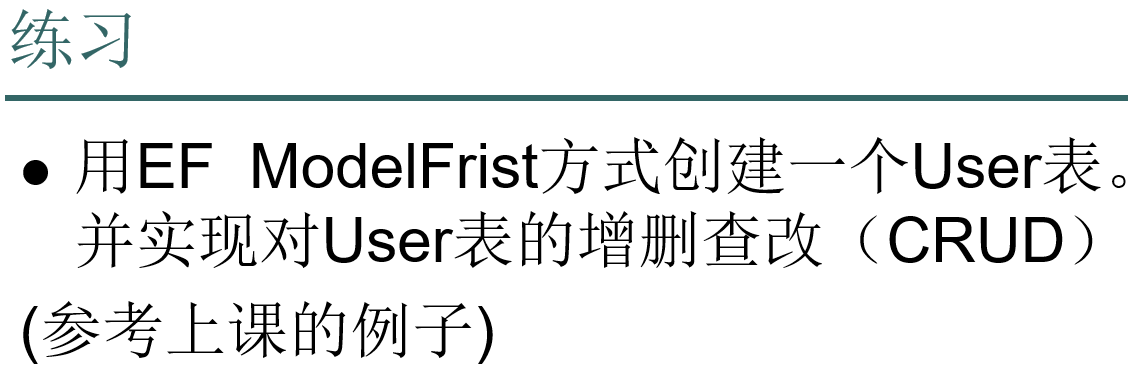 练习
● 用EF ModelFrist方式创建一个User表。
并实现对User表的增删查改（CRUD）
(参考上课的例子)